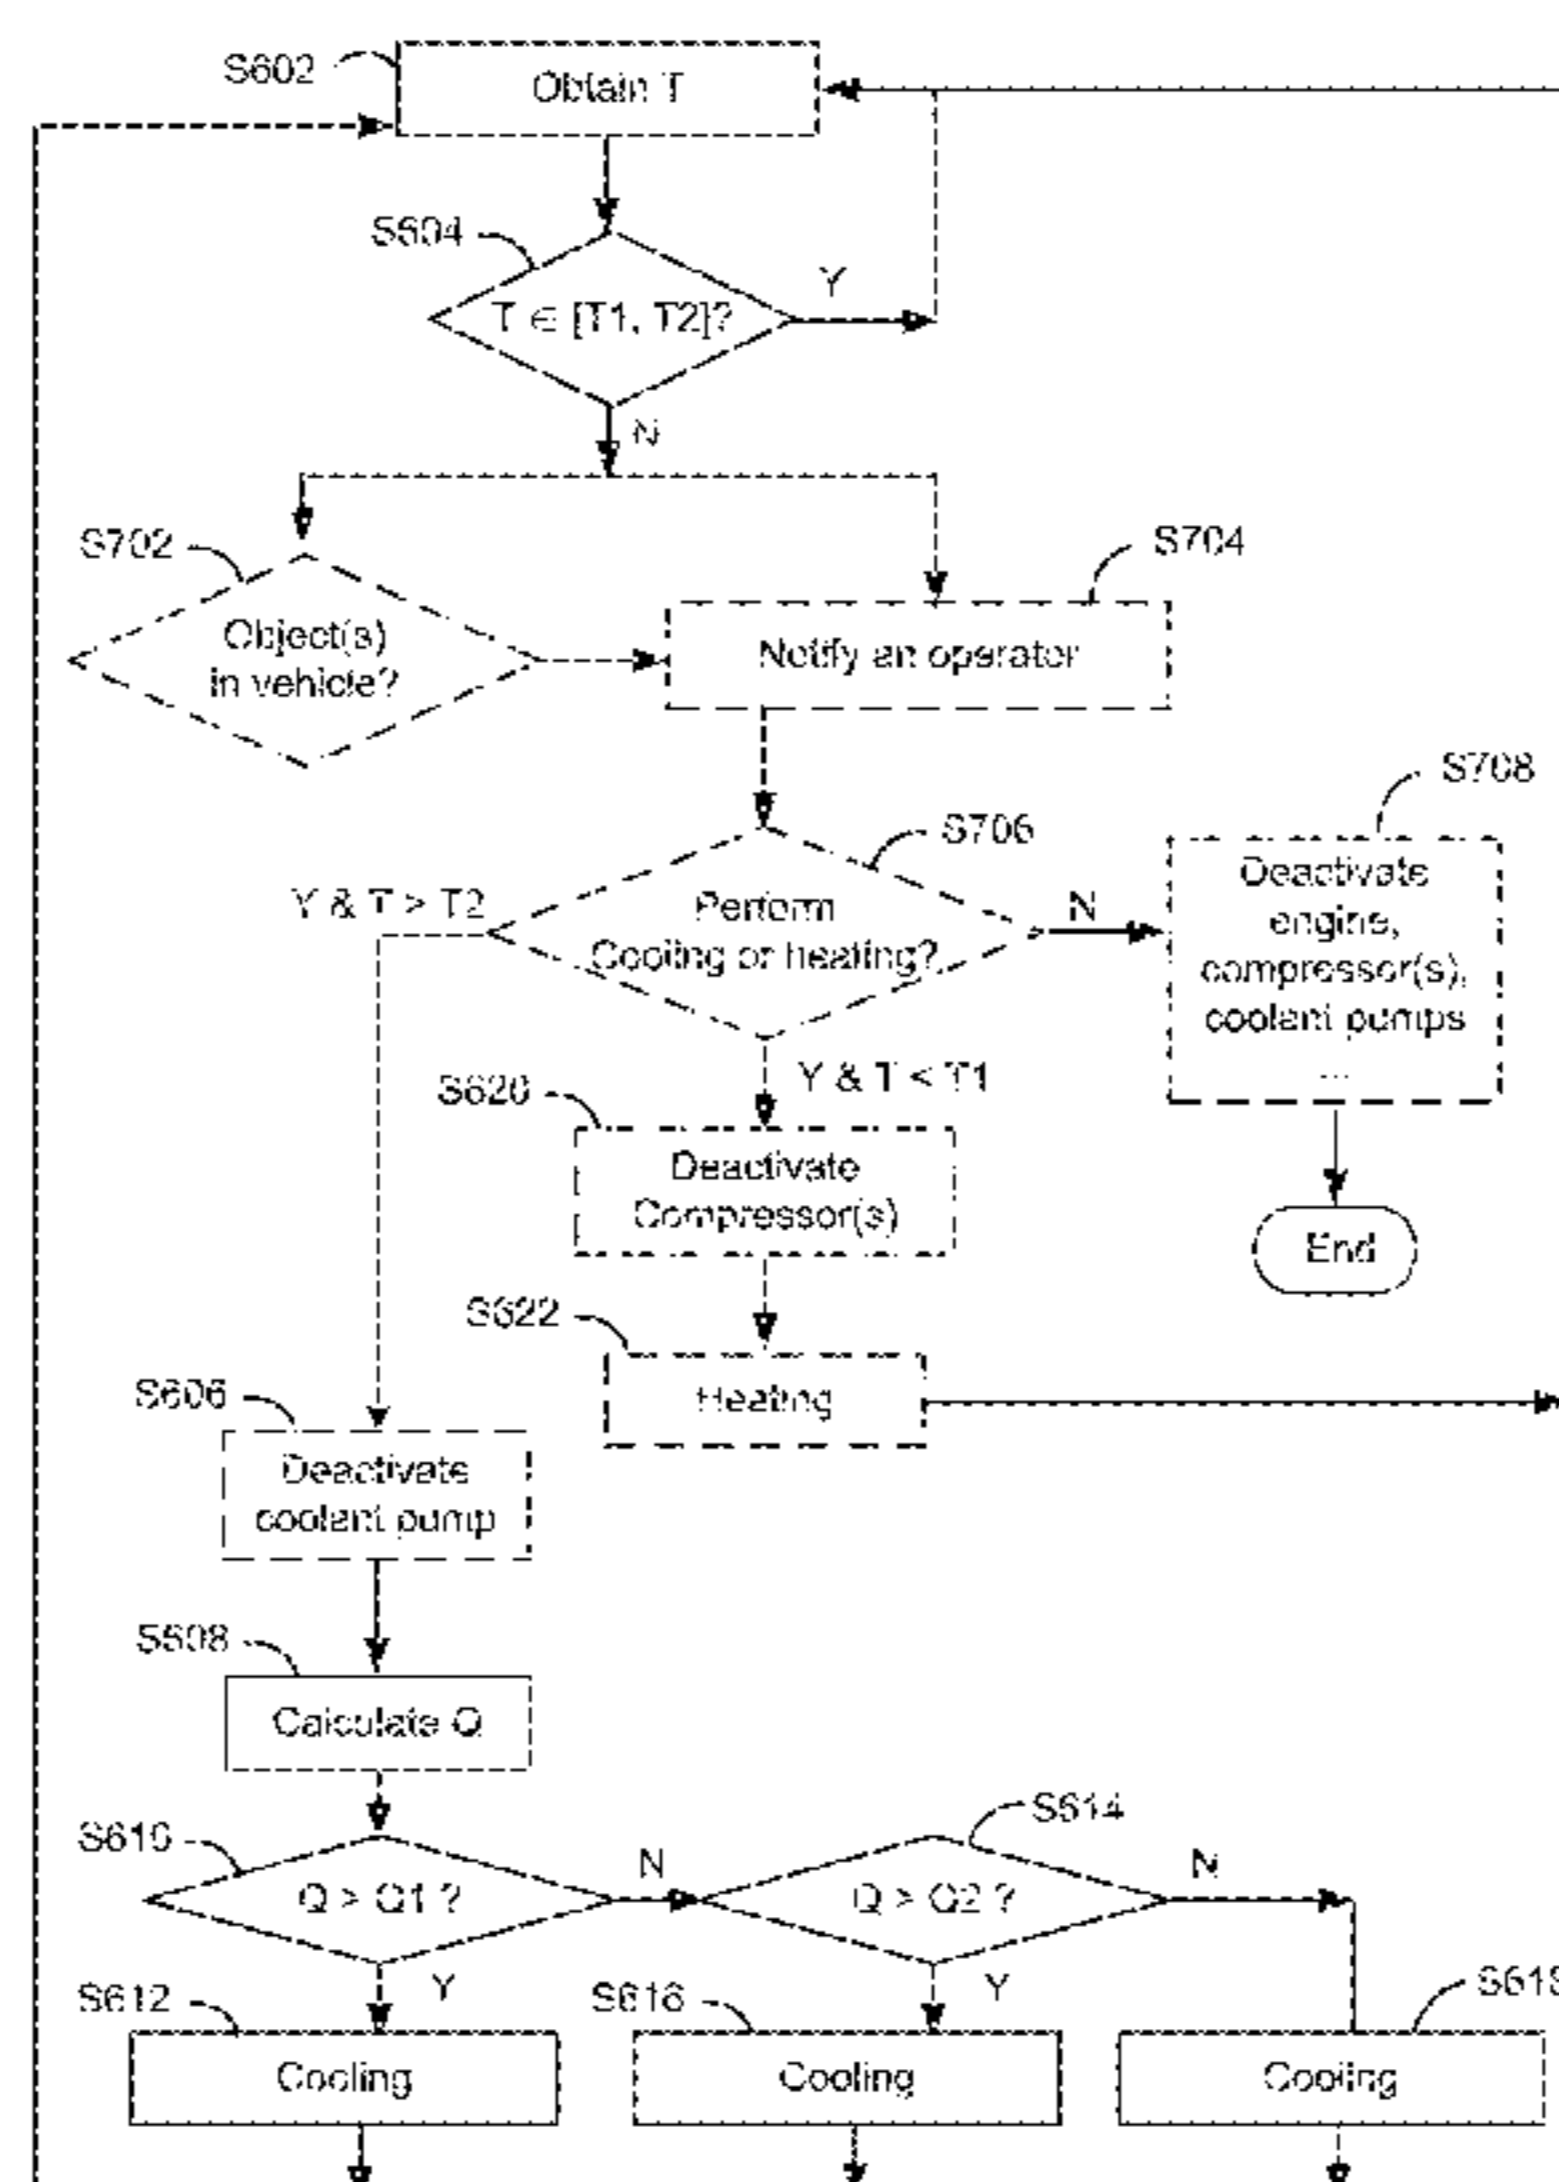 S602
Obtain T
S604
Y
T ∈ [T1, T2]?
N
S702
S704
Object(s)
in vehicle?
Notify an operator
S708
S706
Deactivate
engine,
compressor(s),
coolant pumps
...
Y & T > T2
Perform
Cooling or heating?
N
Y & T < T1
S620
Deactivate
Compressor(s)
End
S622
Heating
S606
Deactivate
coolant pump
S608
Calculate Q
S610
Q > Q1 ?
N
S614
Q > Q2 ?
N
Y
Y
S612
Cooling
S616
Cooling
S618
Cooling